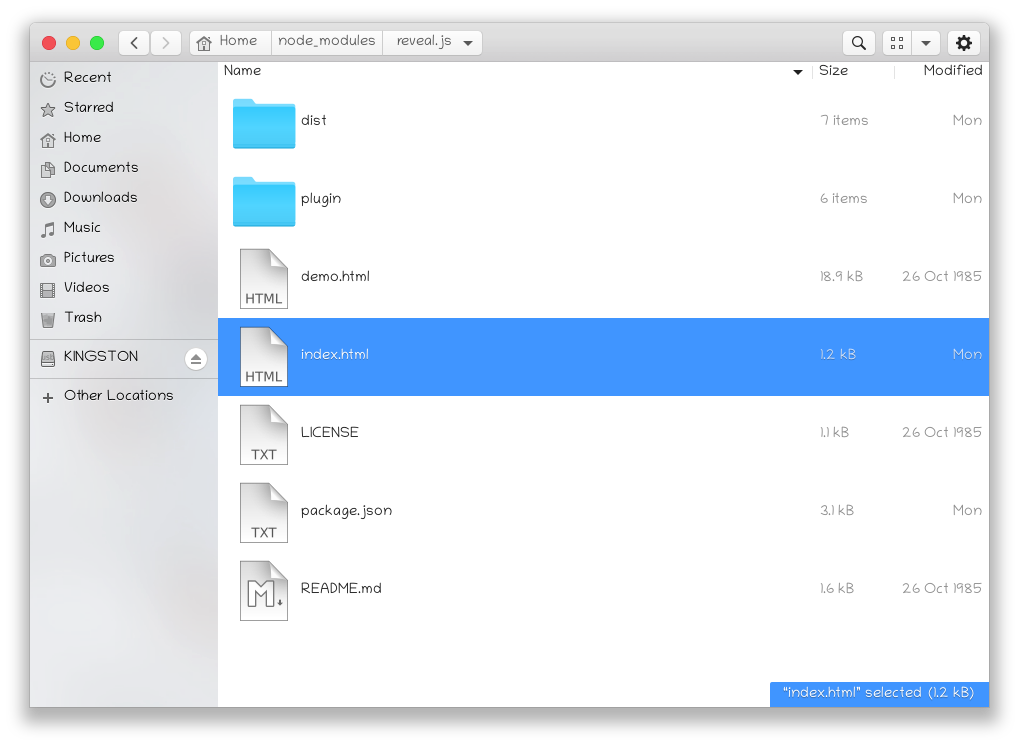 Home node_modules reveal.js
Recent
Starred
Home
Documents
Downloads
Music
Pictures
Videos
Trash
KINGSTON
Other Locations
Name Size Modified
dist 7 items Mon
plugin 6 items Mon
HTML demo.html 18.9 kB 26 Oct 1985
HTML index.html 1.2 kB Mon
TXT LICENSE 1.1 kB 26 Oct 1985
TXT package.json 3.1 kB Mon
M README.md 1.6 kB 26 Oct 1985
"index.html" selected (1.2 kB)